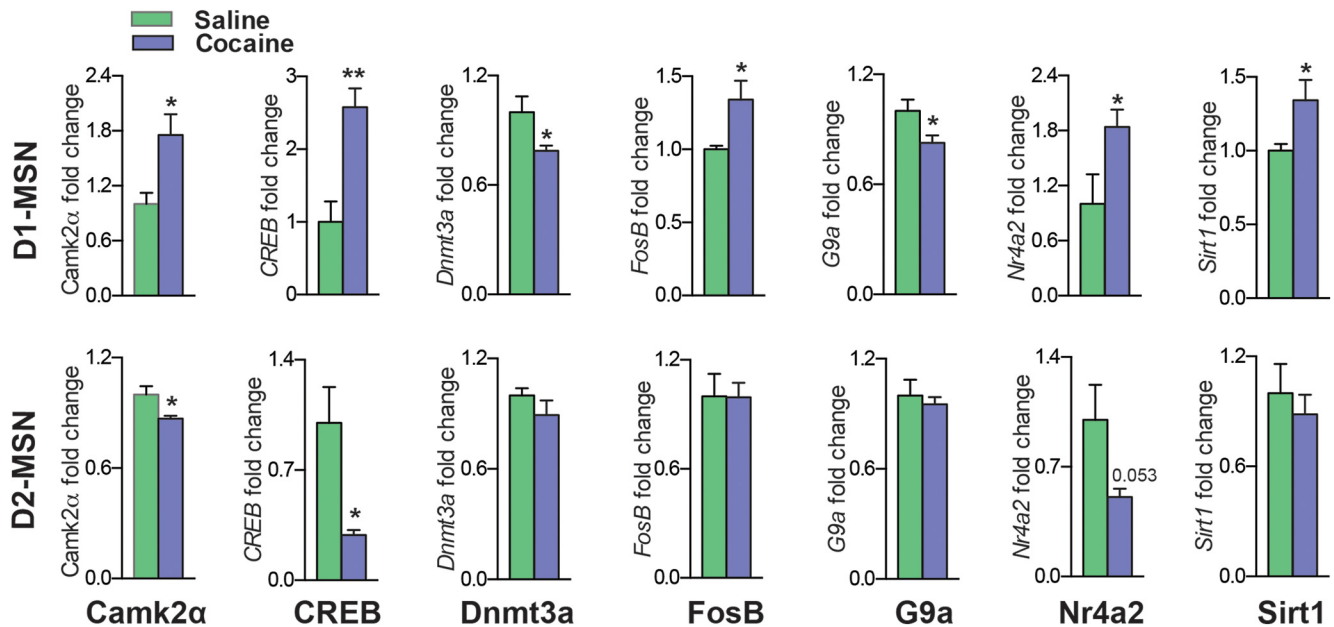 Saline
Cocaine
D1-MSN
Camk2α fold change
2.4
1.8
1.2
0.6
0.0
*
CREB fold change
3
2
1
0
**
Dnmt3a fold change
1.2
0.6
0.0
*
FosB fold change
1.5
1.0
0.5
0.0
*
G9a fold change
1.2
0.6
0.0
*
Nr4a2 fold change
2.4
1.8
1.2
0.6
0.0
*
Sirt1 fold change
1.5
1.0
0.5
0.0
*
D2-MSN
Camk2α fold change
1.2
0.6
0.0
*
CREB fold change
1.4
0.7
0.0
*
Dnmt3a fold change
1.2
0.6
0.0
FosB fold change
1.2
0.6
0.0
G9a fold change
1.2
0.6
0.0
Nr4a2 fold change
1.4
0.7
0.0
0.053
Sirt1 fold change
1.2
0.6
0.0
Camk2α
CREB
Dnmt3a
FosB
G9a
Nr4a2
Sirt1